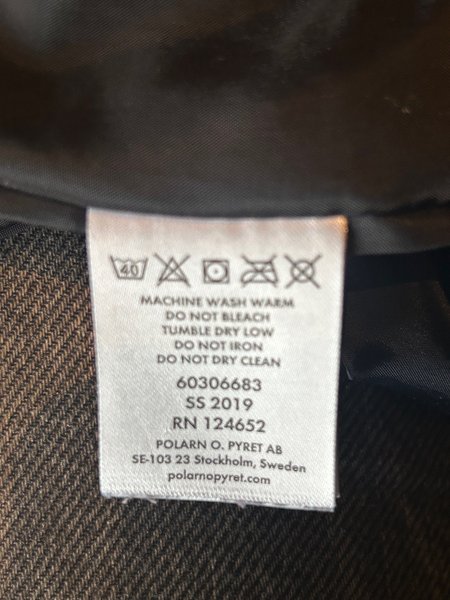 40
MACHINE WASH WARM
DO NOT BLEACH
TUMBLE DRY LOW
DO NOT IRON
DO NOT DRY CLEAN
60306683
SS 2019
RN 124652
POLARN O. PYRET AB
SE-103 23 Stockholm, Sweden
polarnopyret.com